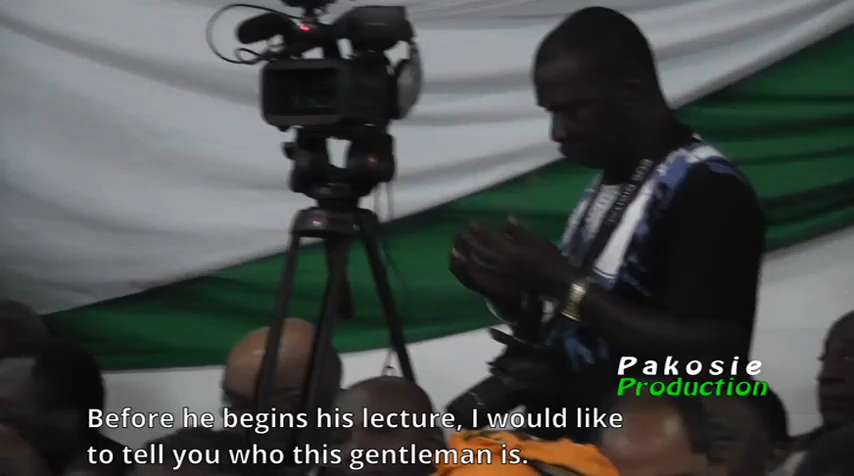 Pakosie
Production
Before he begins his lecture, I would like
to tell you who this gentleman is.